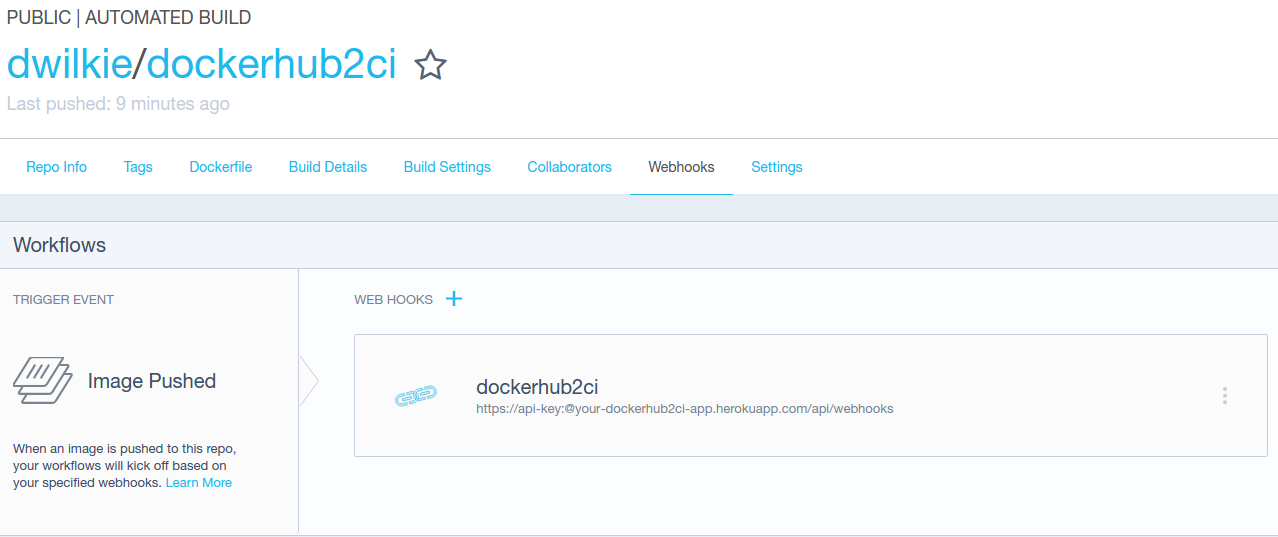 PUBLIC | AUTOMATED BUILD
dwilkie/dockerhub2ci
Last pushed: 9 minutes ago
Repo Info Tags Dockerfile Build Details Build Settings Collaborators Webhooks Settings
Workflows
TRIGGER EVENT
Image Pushed
When an image is pushed to this repo,
your workflows will kick off based on
your specified webhooks. Learn More
WEB HOOKS
dockerhub2ci
https://api-key:@your-dockerhub2ci-app.herokuapp.com/api/webhooks